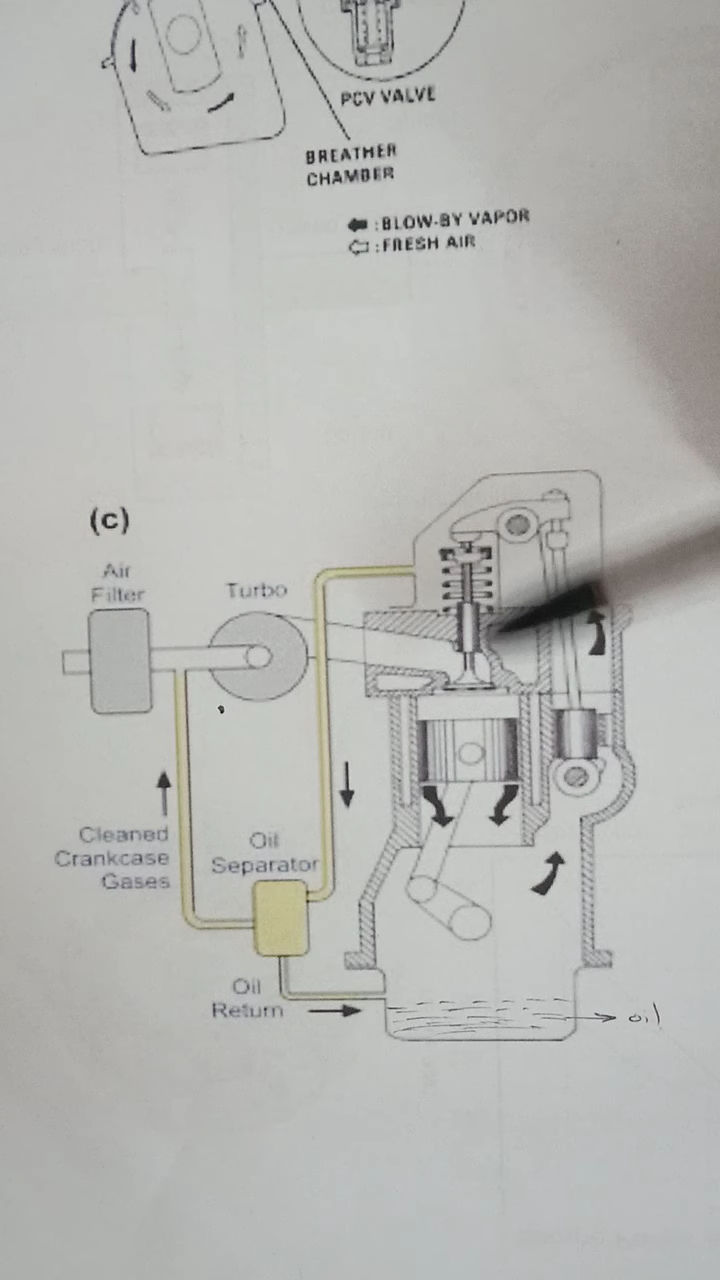 PCV VALVE
BREATHER
CHAMBER
:BLOW-BY VAPOR
:FRESH AIR
(c)
Air
Filter
Turbo
Cleaned
Crankcase
Gases
Oil
Separator
Oil
Return
oil